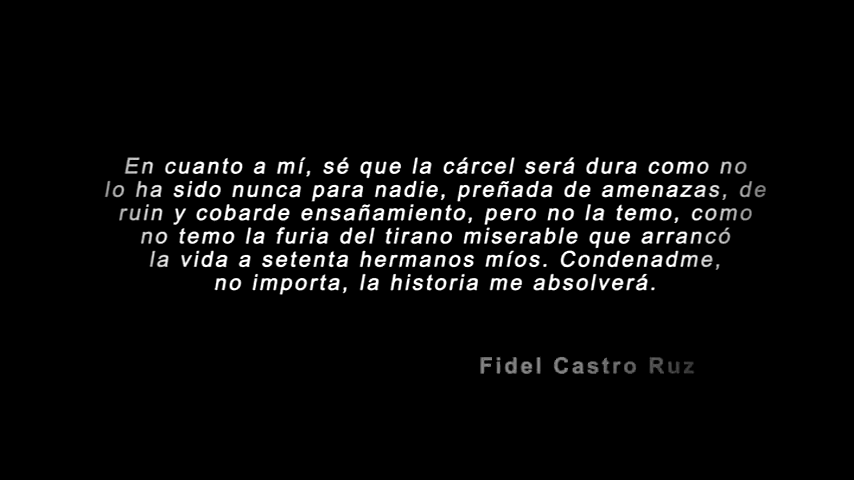 En cuanto a mí, sé que la cárcel será dura como no
lo ha sido nunca para nadie, preñada de amenazas, de
ruin y cobarde ensañamiento, pero no la temo, como
no temo la furia del tirano miserable que arrancó
la vida a setenta hermanos míos. Condenadme,
no importa, la historia me absolverá.
Fidel Castro Ruz